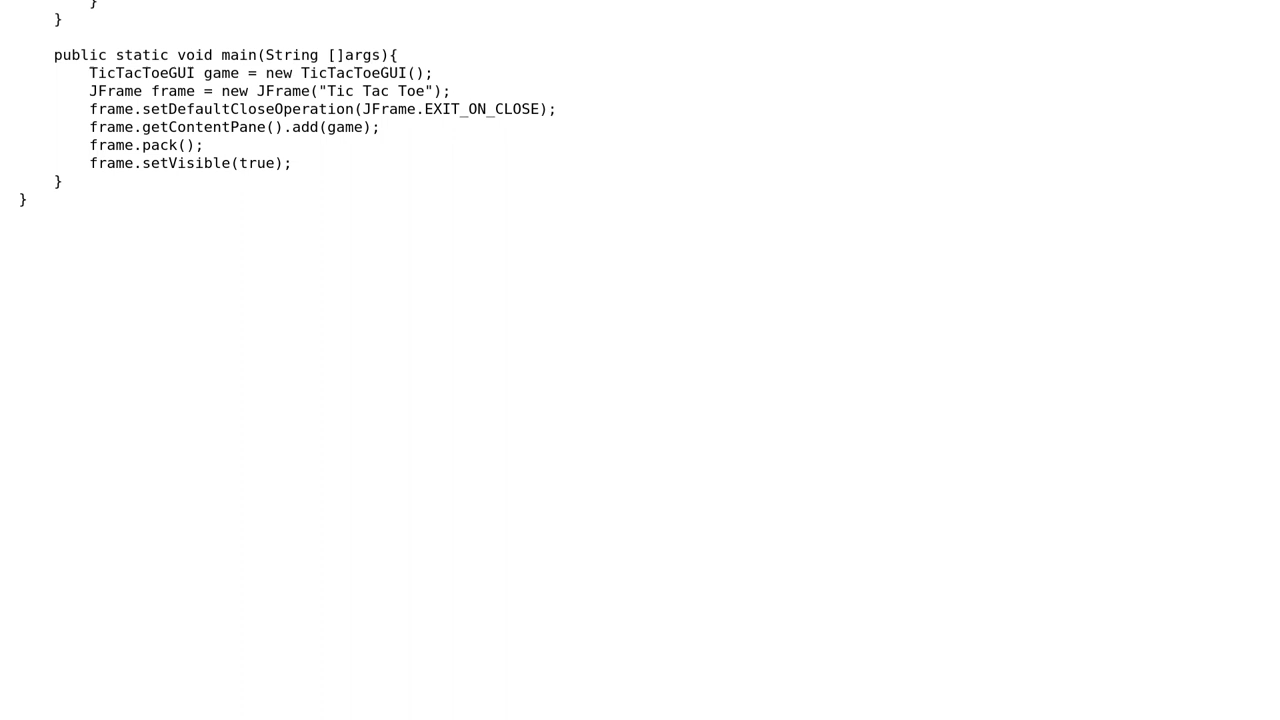 }
    }

    public static void main(String []args){
        TicTacToeGUI game = new TicTacToeGUI();
        JFrame frame = new JFrame("Tic Tac Toe");
        frame.setDefaultCloseOperation(JFrame.EXIT_ON_CLOSE);
        frame.getContentPane().add(game);
        frame.pack();
        frame.setVisible(true);
    }
}